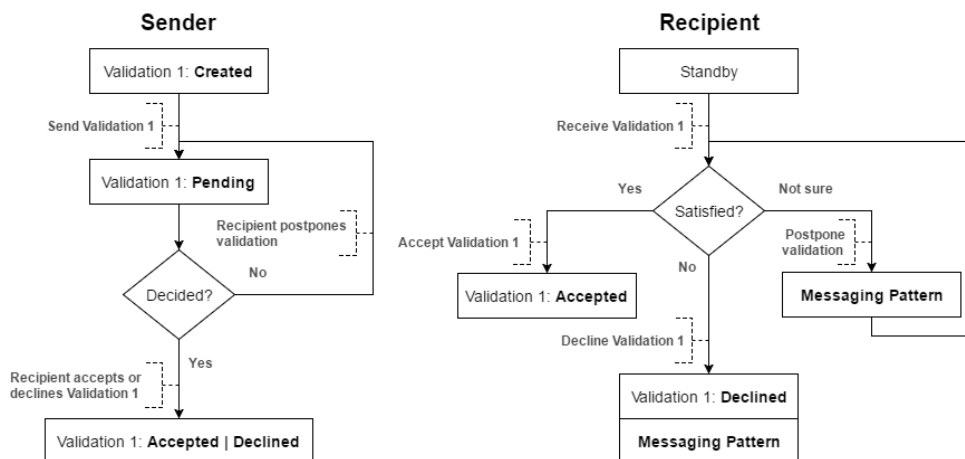 Sender
Validation 1: Created
Send Validation 1
Validation 1: Pending
Recipient postpones
validation
Decided?
No
Yes
Recipient accepts or
declines Validation 1
Validation 1: Accepted | Declined
Recipient
Standby
Receive Validation 1
Yes
Not sure
Satisfied?
Accept Validation 1
Postpone
validation
No
Validation 1: Accepted
Messaging Pattern
Decline Validation 1
Validation 1: Declined
Messaging Pattern